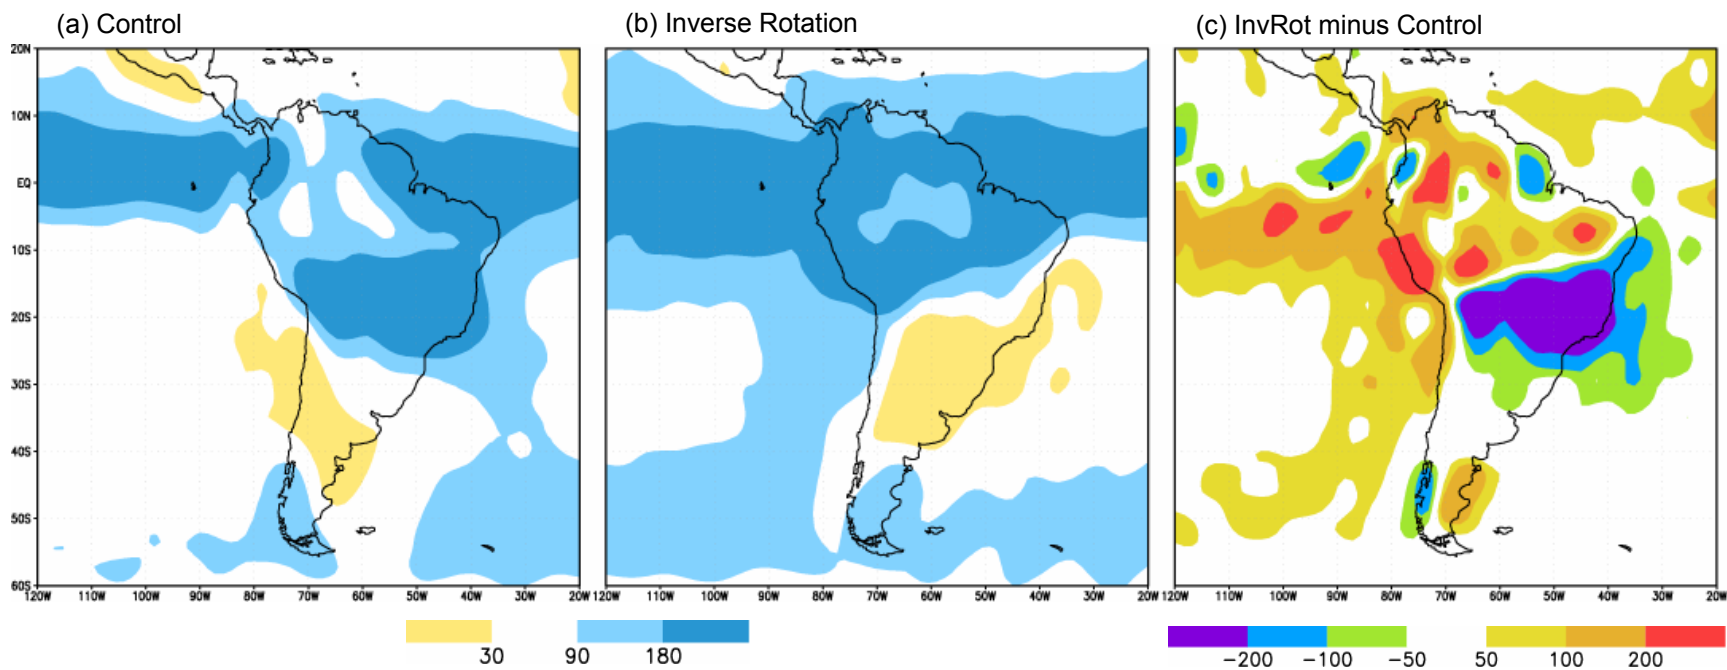 (a) Control
(b) Inverse Rotation
(c) InvRot minus Control
20N
10N
EQ
10S
20S
30S
40S
50S
60S
120W 110W 100W 90W 80W 70W 60W 50W 40W 30W 20W
120W 110W 100W 90W 80W 70W 60W 50W 40W 30W 20W
120W 110W 100W 90W 80W 70W 60W 50W 40W 30W 20W
30 90 180
−200 −100 −50 50 100 200